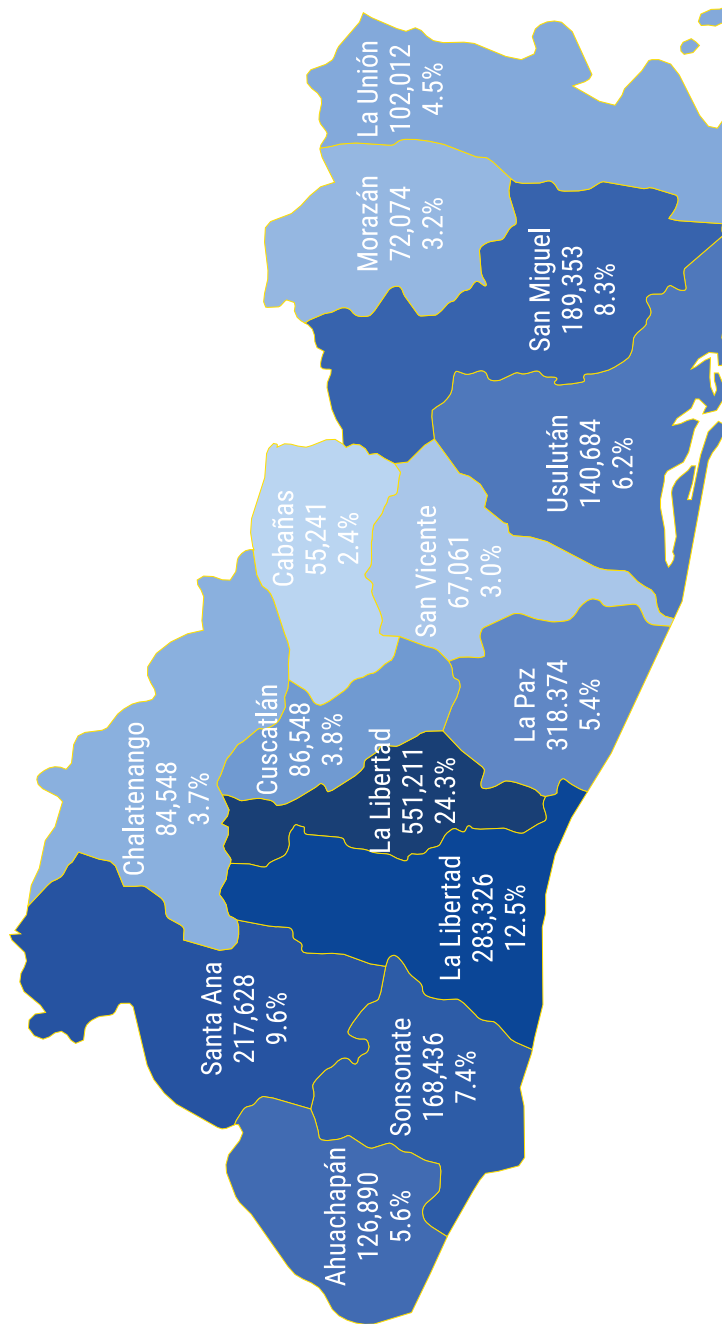 Ahuachapán
126,890
5.6%
Santa Ana
217,628
9.6%
Sonsonate
168,436
7.4%
Chalatenango
84,548
3.7%
La Libertad
283,326
12.5%
La Libertad
551,211
24.3%
Cuscatlán
86,548
3.8%
La Paz
318.374
5.4%
Cabañas
55,241
2.4%
San Vicente
67,061
3.0%
Usulután
140,684
6.2%
San Miguel
189,353
8.3%
Morazán
72,074
3.2%
La Unión
102,012
4.5%